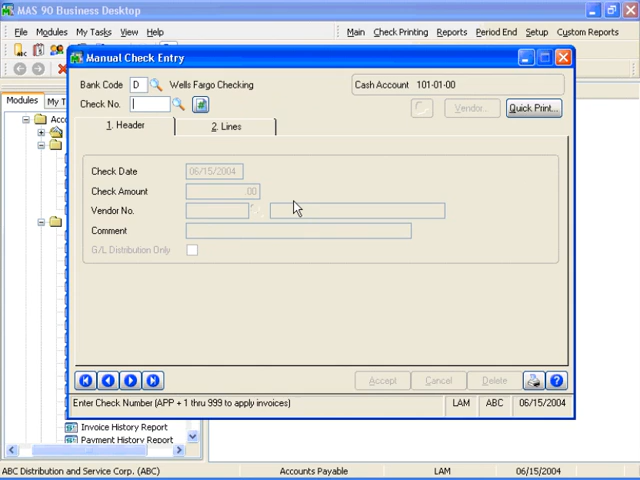 MAS 90 Business Desktop
File Modules My Tasks View Help
Main Check Printing Reports Period End Setup Custom Reports
Manual Check Entry
Bank Code D Wells Fargo Checking
Cash Account 101-01-00
Check No.
Vendor... Quick Print...
Modules My T
1. Header 2. Lines
Acco
Check Date 06/15/2004
Check Amount .00
Vendor No.
Comment
G/L Distribution Only
Accept Cancel Delete
Enter Check Number (APP + 1 thru 999 to apply invoices) LAM ABC 06/15/2004
Invoice History Report
Payment History Report
ABC Distribution and Service Corp. (ABC) Accounts Payable LAM 06/15/2004